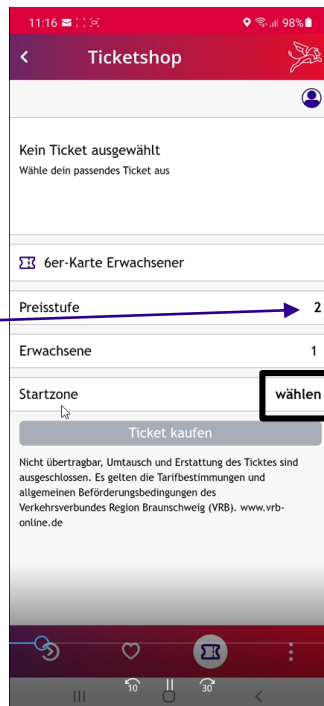 11:16 98%
Ticketshop
Kein Ticket ausgewählt
Wähle dein passendes Ticket aus
6er-Karte Erwachsener
Preisstufe 2
Erwachsene 1
Startzone wählen
Ticket kaufen
Nicht übertragbar, Umtausch und Erstattung des Ticktes sind
ausgeschlossen. Es gelten die Tarifbestimmungen und
allgemeinen Beförderungsbedingungen des
Verkehrsverbundes Region Braunschweig (VRB). www.vrb-
online.de
10 30